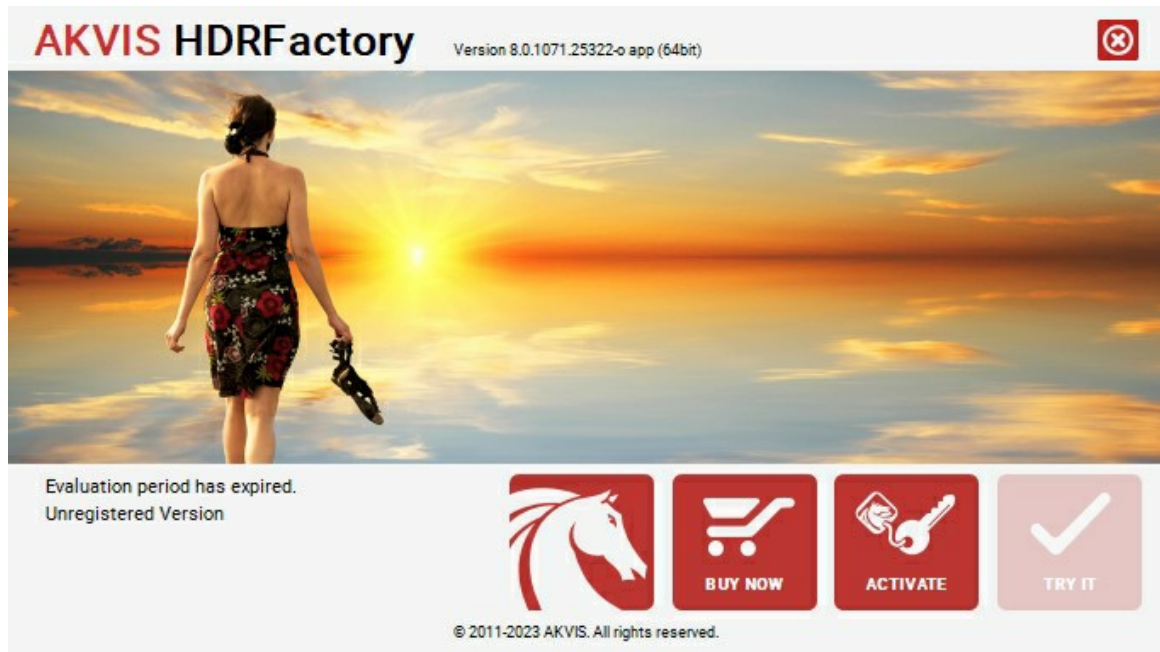 AKVIS HDRFactory Version 8.0.1071.25322-o app (64bit)
Evaluation period has expired.
Unregistered Version
BUY NOW ACTIVATE TRY IT
© 2011-2023 AKVIS. All rights reserved.